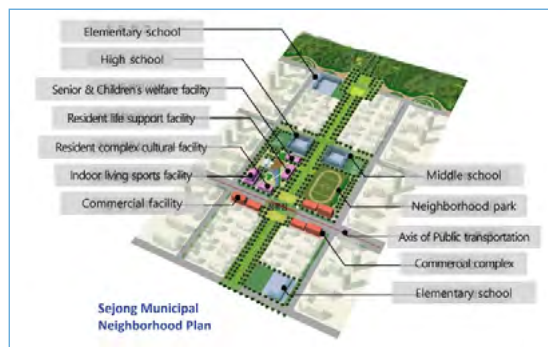 Elementary school
High school
Senior & Children's welfare facility
Resident life support facility
Resident complex cultural facility
Indoor living sports facility
Commercial facility
Middle school
Neighborhood park
Axis of Public transportation
Commercial complex
Elementary school
Sejong Municipal
Neighborhood Plan